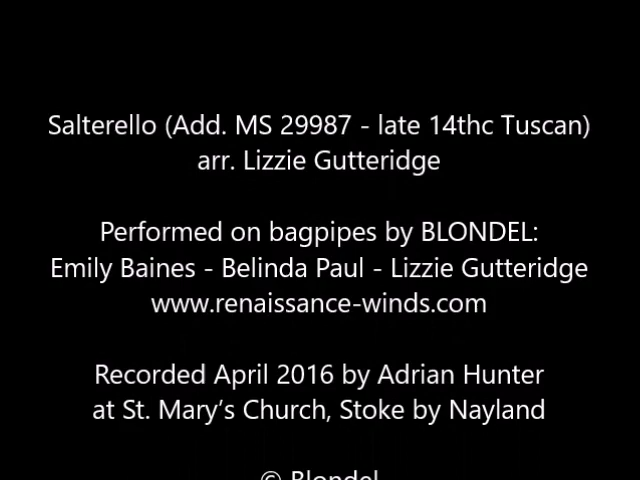 Salterello (Add. MS 29987 - late 14thc Tuscan)
arr. Lizzie Gutteridge
Performed on bagpipes by BLONDEL:
Emily Baines - Belinda Paul - Lizzie Gutteridge
www.renaissance-winds.com
Recorded April 2016 by Adrian Hunter
at St. Mary’s Church, Stoke by Nayland
© Blondel